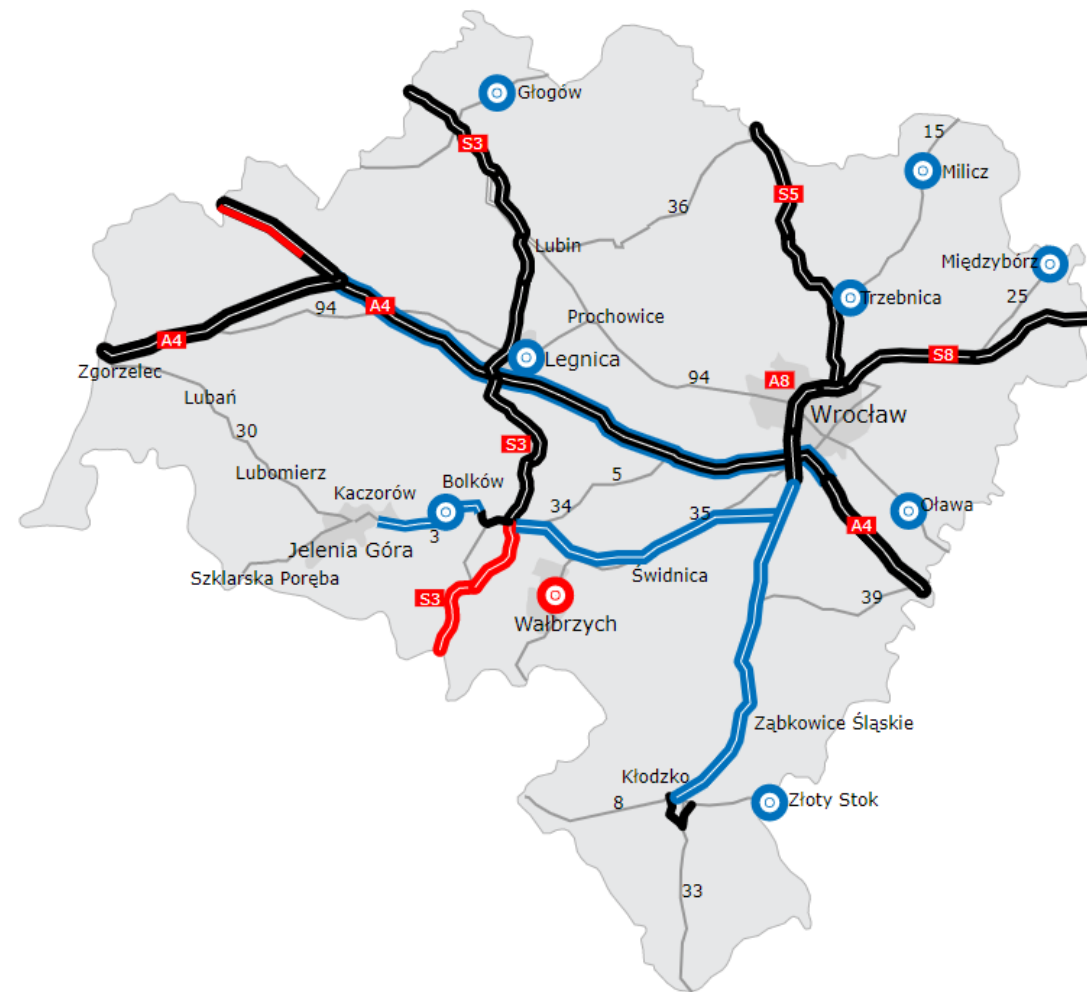 Głogów
S3
15
Milicz
S5
36
Lubin
Międzybórz
Trzebnica
25
A4
94
Prochowice
A4
Zgorzelec
Legnica
S8
94
A8
Lubań
Wrocław
30
S3
Lubomierz
5
Bolków
Kaczorów
34
35
Oława
3
A4
Jelenia Góra
Szklarska Poręba
Świdnica
S3
39
Wałbrzych
Ząbkowice Śląskie
Kłodzko
8
Złoty Stok
33